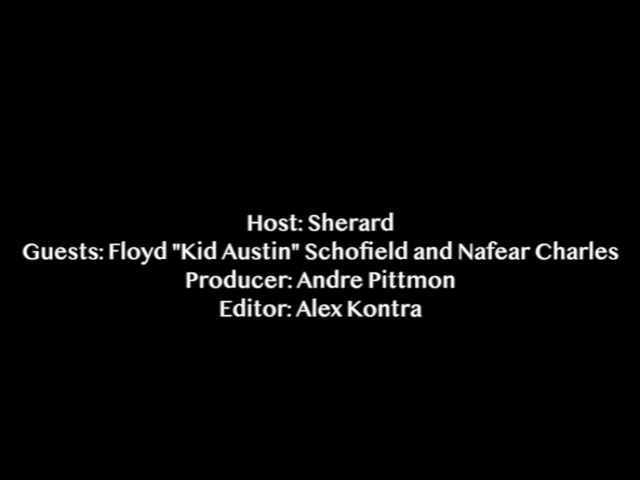 Host: Sherard
Guests: Floyd "Kid Austin" Schofield and Nafear Charles
Producer: Andre Pittmon
Editor: Alex Kontra